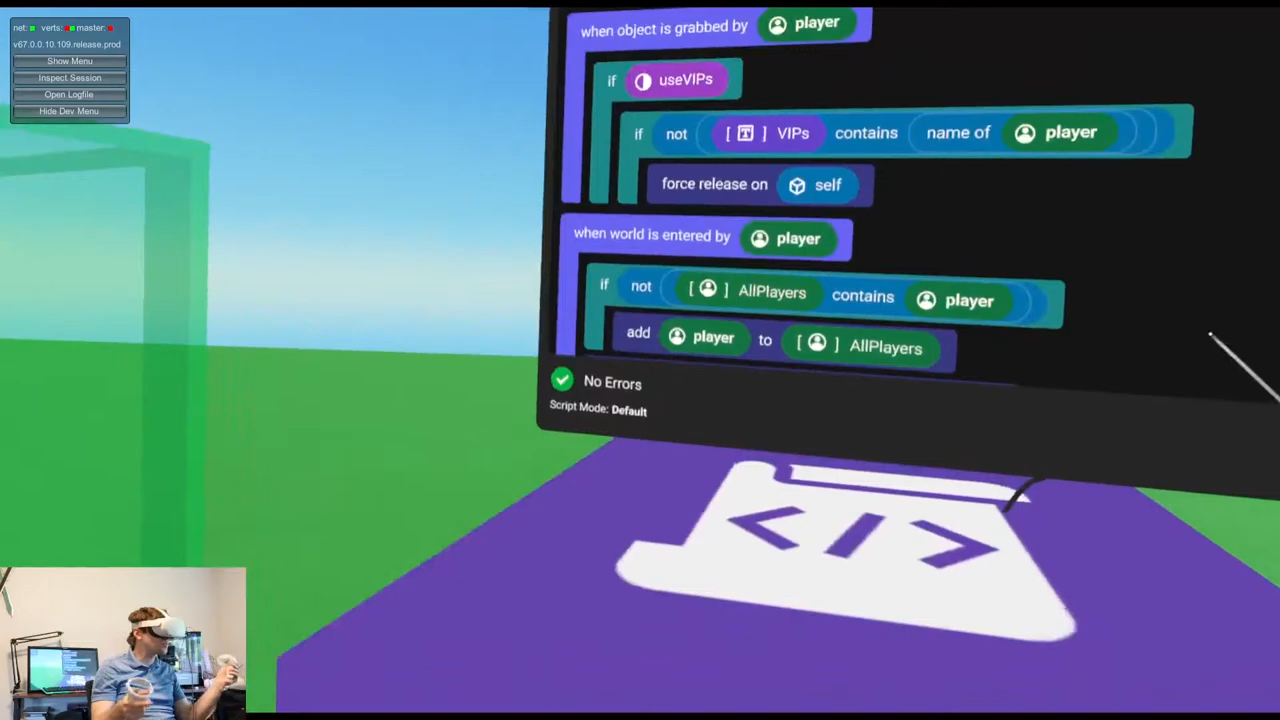 net: verts: master:
v67.0.0.10.109.release.prod
Show Menu
Inspect Session
Open Logfile
Hide Dev Menu
when object is grabbed by player
if useVIPs
if not [ T ] VIPs contains name of player
force release on self
when world is entered by player
if not [ ] AllPlayers contains player
add player to [ ] AllPlayers
No Errors
Script Mode: Default
</>